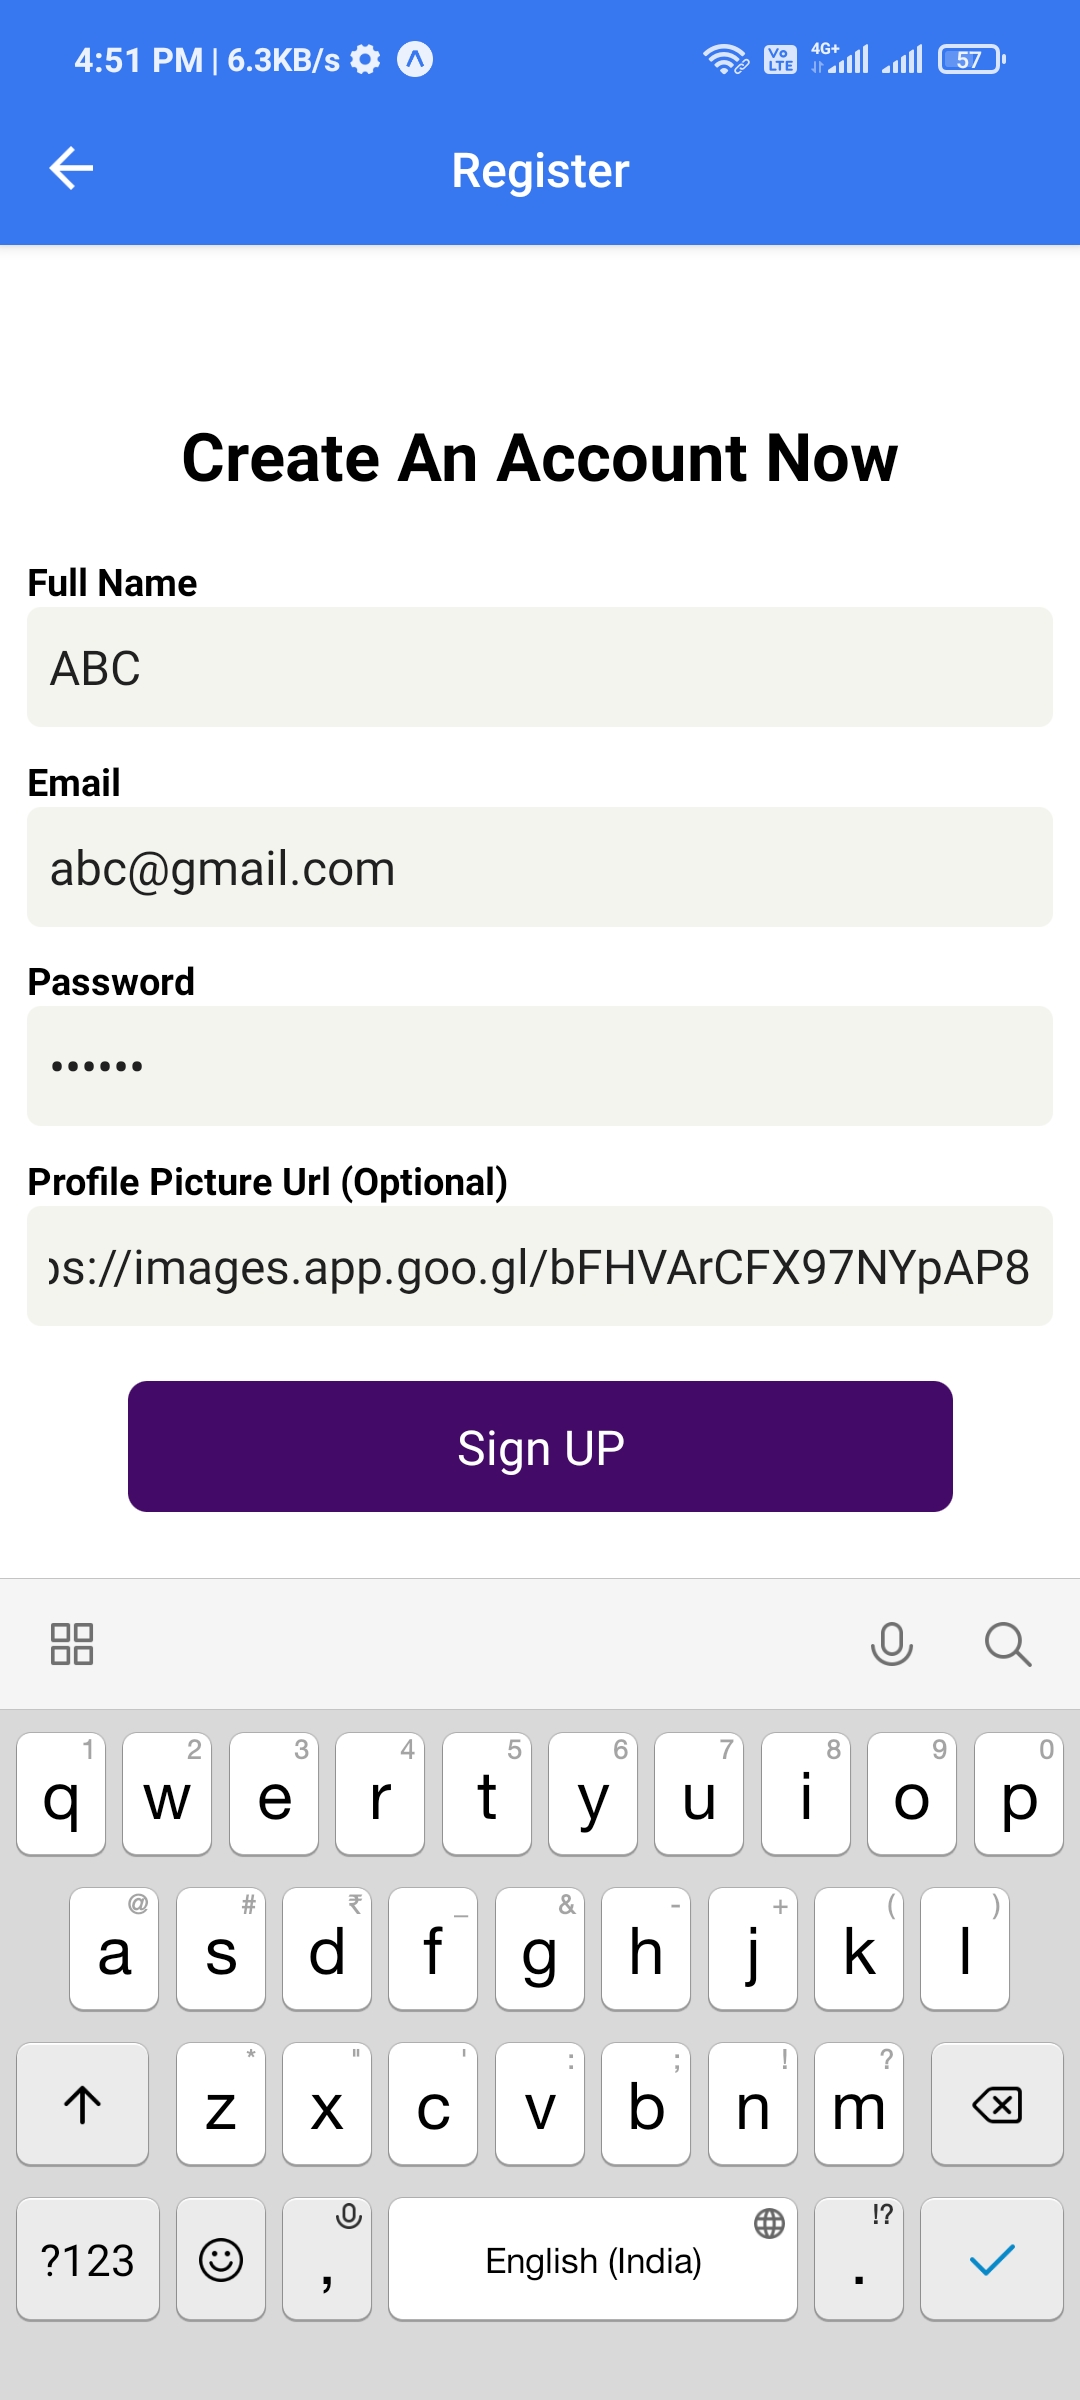 4:51 PM | 6.3KB/s Vo LTE 4G+ 57
Register
Create An Account Now
Full Name
ABC
Email
abc@gmail.com
Password
••••••
Profile Picture Url (Optional)
ps://images.app.goo.gl/bFHVArCFX97NYpAP8
Sign UP
1 2 3 4 5 6 7 8 9 0
q w e r t y u i o p
@ # ₹ _ & - + ( )
a s d f g h j k l
* " ' : ; ! ?
z x c v b n m
!?
?123 , English (India) .